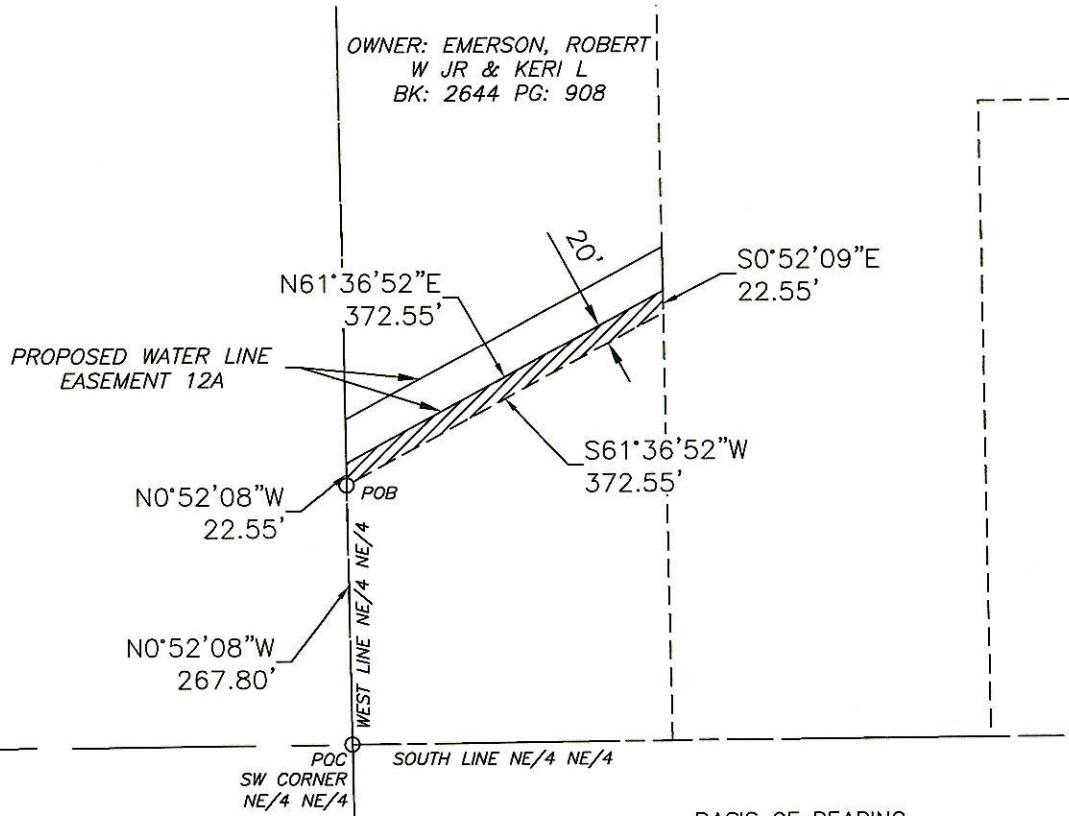 OWNER: EMERSON, ROBERT
W JR & KERI L
BK: 2644 PG: 908
20'
N61°36'52"E
372.55'
S0°52'09"E
22.55'
PROPOSED WATER LINE
EASEMENT 12A
S61°36'52"W
372.55'
N0°52'08"W
22.55'
POB
WEST LINE NE/4 NE/4
N0°52'08"W
267.80'
POC
SW CORNER
NE/4 NE/4
SOUTH LINE NE/4 NE/4
BASIS OF BEARING